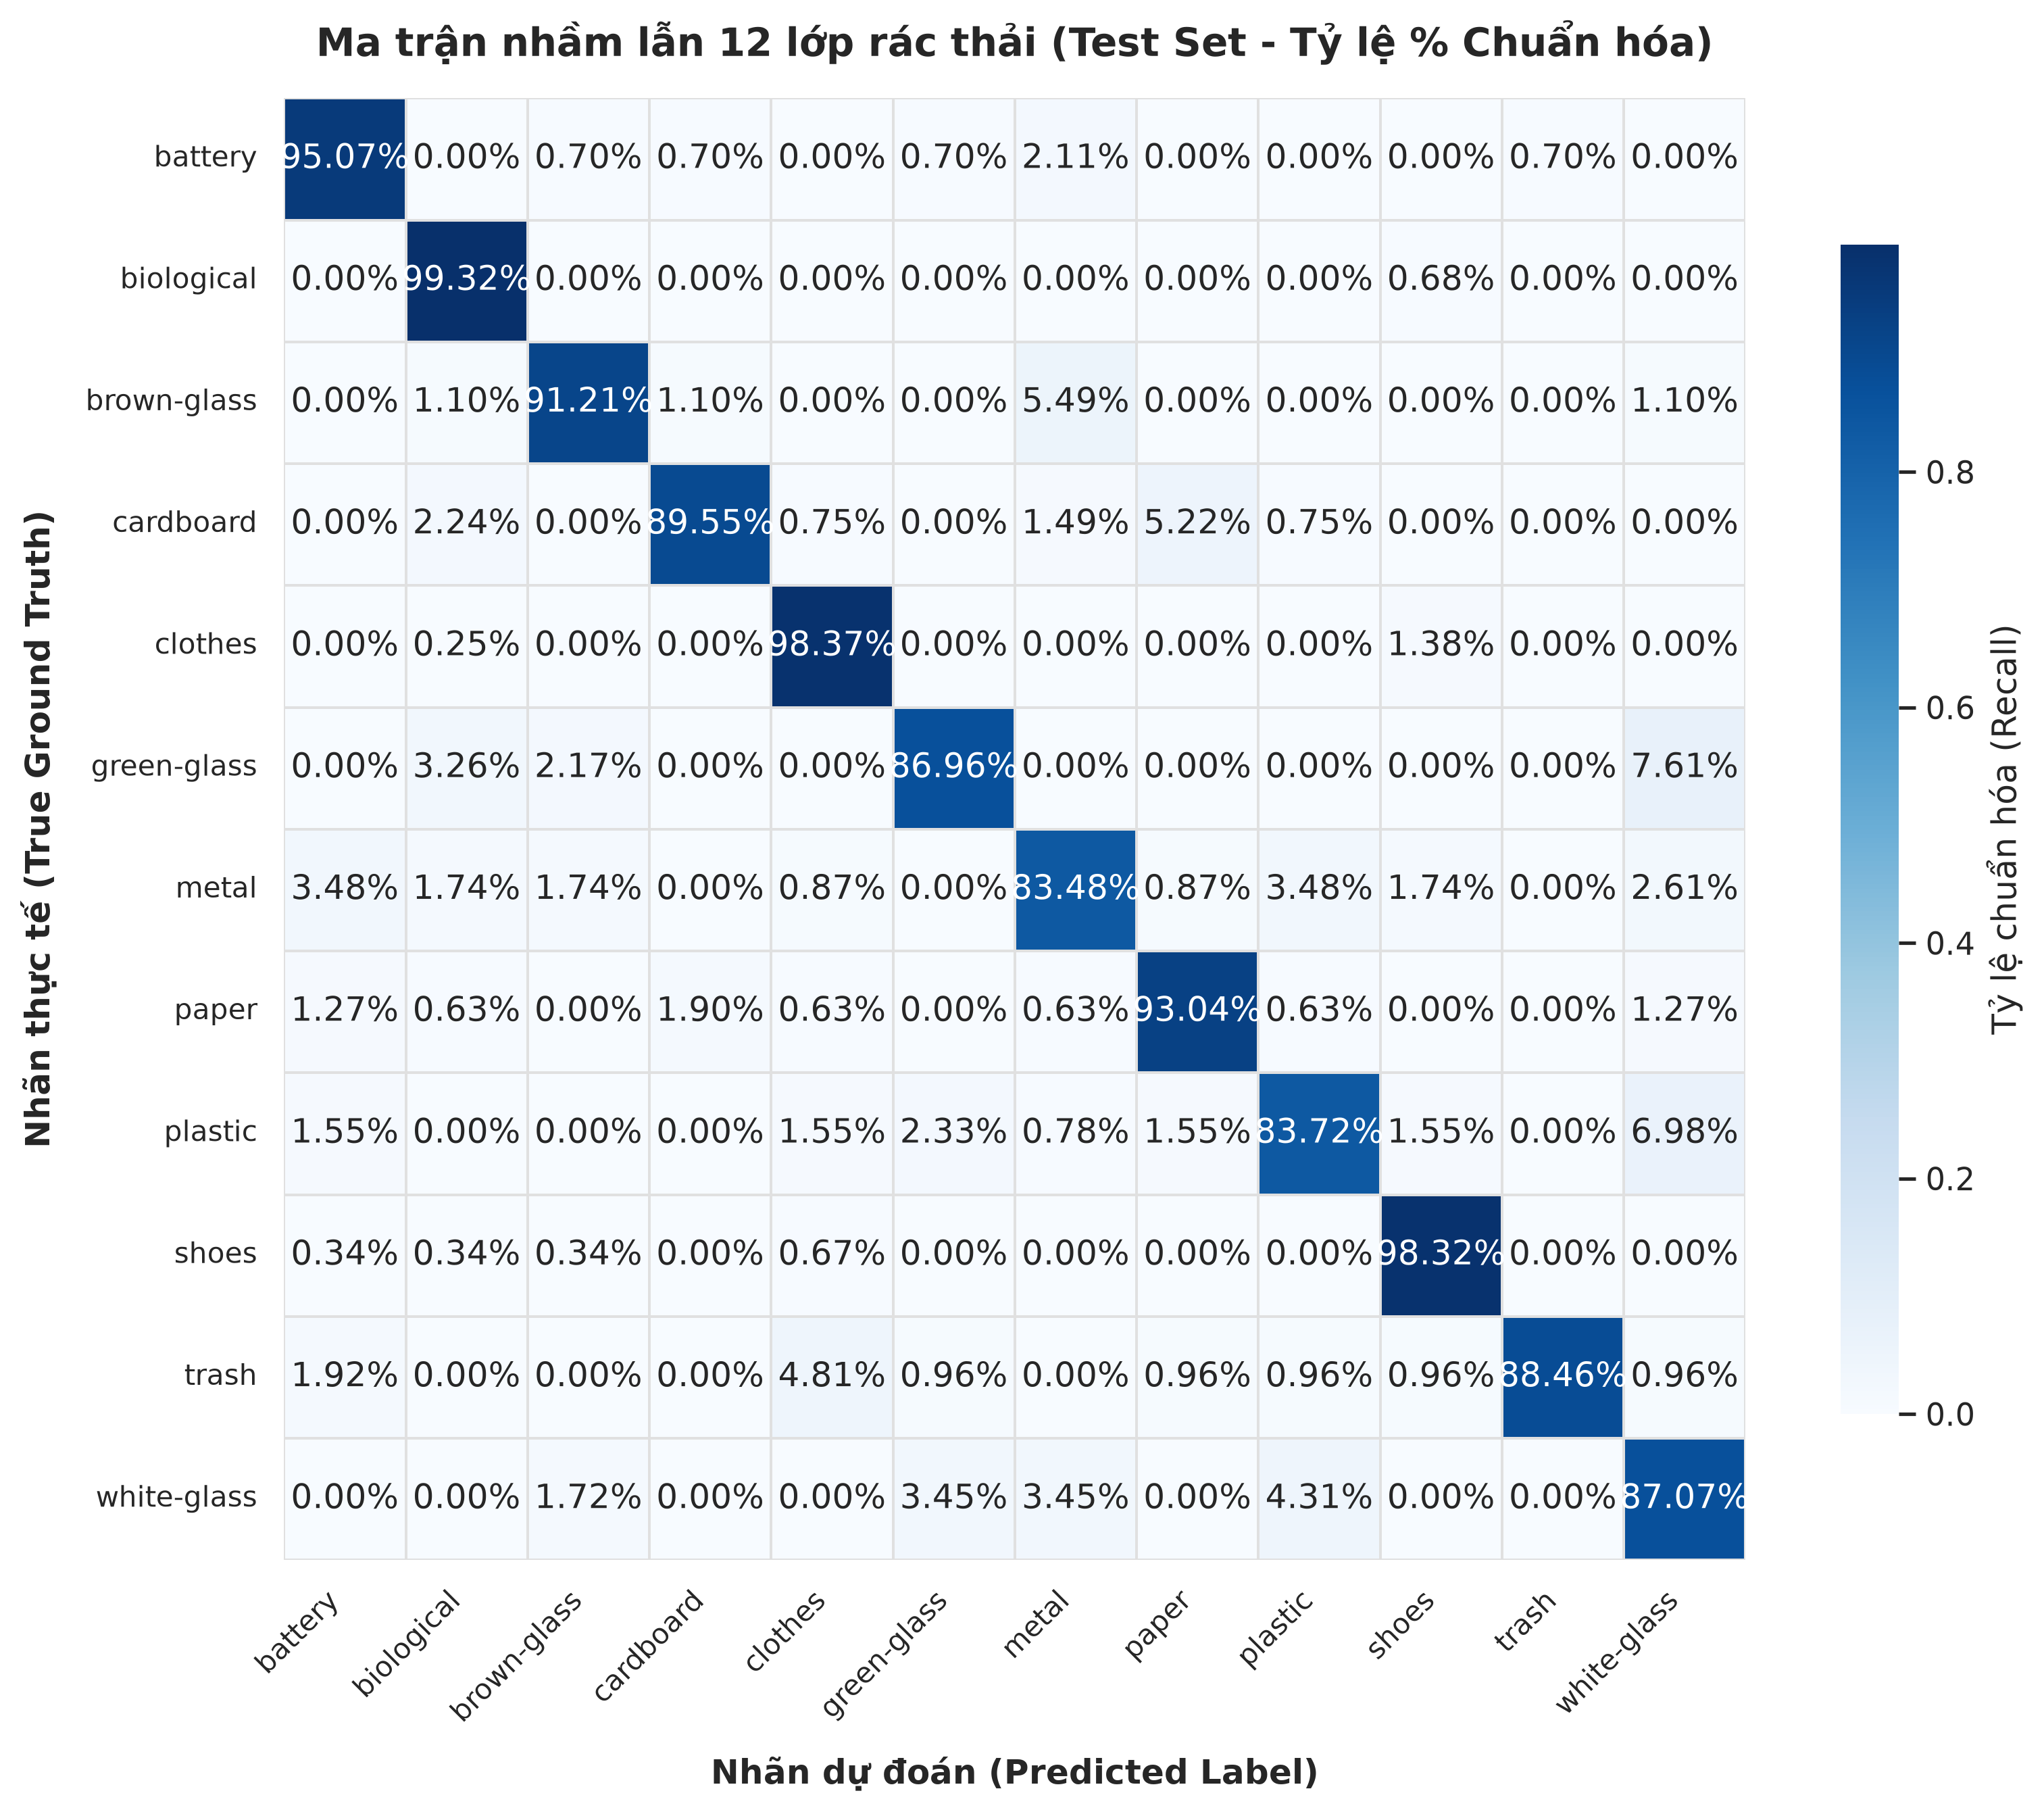 Ma trận nhầm lẫn 12 lớp rác thải (Test Set - Tỷ lệ % Chuẩn hóa)
battery 95.07% 0.00% 0.70% 0.70% 0.00% 0.70% 2.11% 0.00% 0.00% 0.00% 0.70% 0.00%
biological 0.00% 99.32% 0.00% 0.00% 0.00% 0.00% 0.00% 0.00% 0.00% 0.68% 0.00% 0.00%
brown-glass 0.00% 1.10% 91.21% 1.10% 0.00% 0.00% 5.49% 0.00% 0.00% 0.00% 0.00% 1.10%
cardboard 0.00% 2.24% 0.00% 89.55% 0.75% 0.00% 1.49% 5.22% 0.75% 0.00% 0.00% 0.00%
clothes 0.00% 0.25% 0.00% 0.00% 98.37% 0.00% 0.00% 0.00% 0.00% 1.38% 0.00% 0.00%
green-glass 0.00% 3.26% 2.17% 0.00% 0.00% 86.96% 0.00% 0.00% 0.00% 0.00% 0.00% 7.61%
metal 3.48% 1.74% 1.74% 0.00% 0.87% 0.00% 83.48% 0.87% 3.48% 1.74% 0.00% 2.61%
paper 1.27% 0.63% 0.00% 1.90% 0.63% 0.00% 0.63% 93.04% 0.63% 0.00% 0.00% 1.27%
plastic 1.55% 0.00% 0.00% 0.00% 1.55% 2.33% 0.78% 1.55% 83.72% 1.55% 0.00% 6.98%
shoes 0.34% 0.34% 0.34% 0.00% 0.67% 0.00% 0.00% 0.00% 0.00% 98.32% 0.00% 0.00%
trash 1.92% 0.00% 0.00% 0.00% 4.81% 0.96% 0.00% 0.96% 0.96% 0.96% 88.46% 0.96%
white-glass 0.00% 0.00% 1.72% 0.00% 0.00% 3.45% 3.45% 0.00% 4.31% 0.00% 0.00% 87.07%
battery biological brown-glass cardboard clothes green-glass metal paper plastic shoes trash white-glass
Nhãn dự đoán (Predicted Label)
Nhãn thực tế (True Ground Truth)
0.8
0.6
0.4
0.2
0.0
Tỷ lệ chuẩn hóa (Recall)